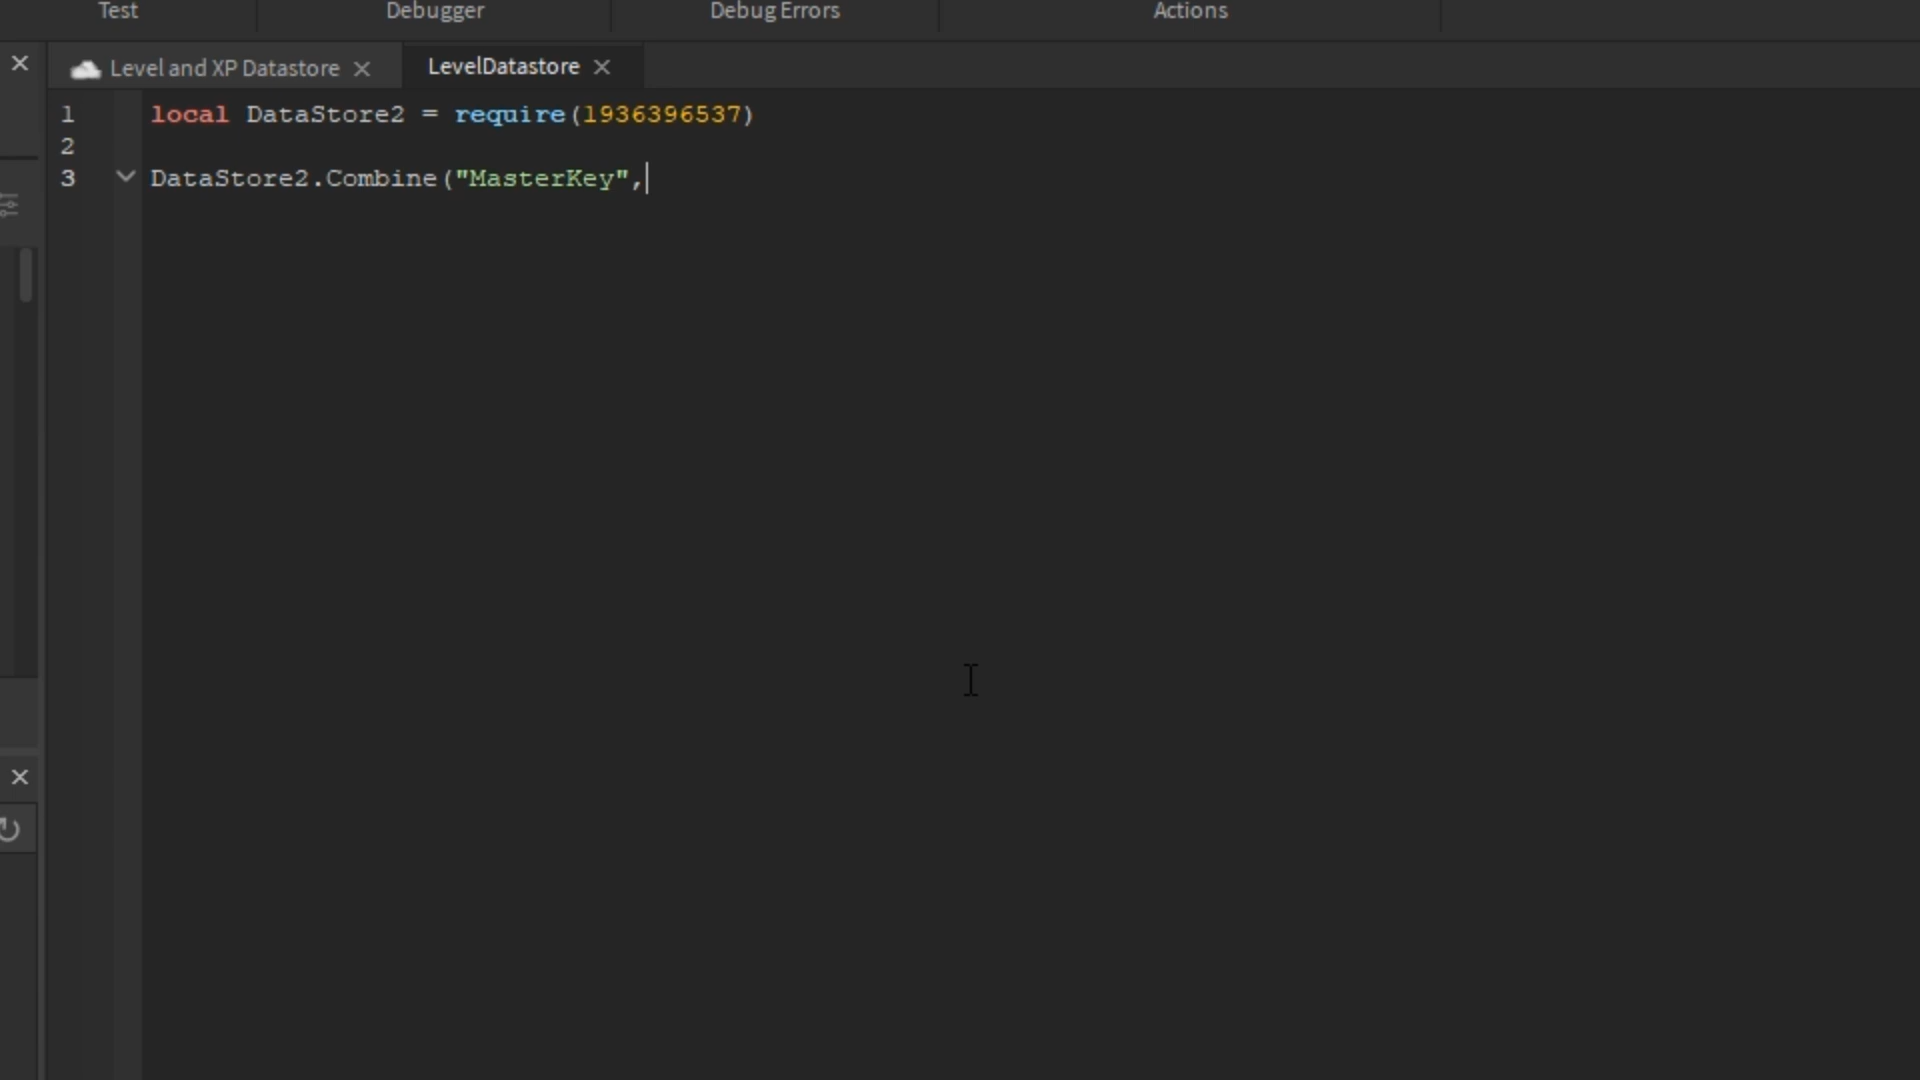 Test Debugger Debug Errors Actions
Level and XP Datastore LevelDatastore
1 local DataStore2 = require(1936396537)
2
3 DataStore2.Combine("MasterKey",